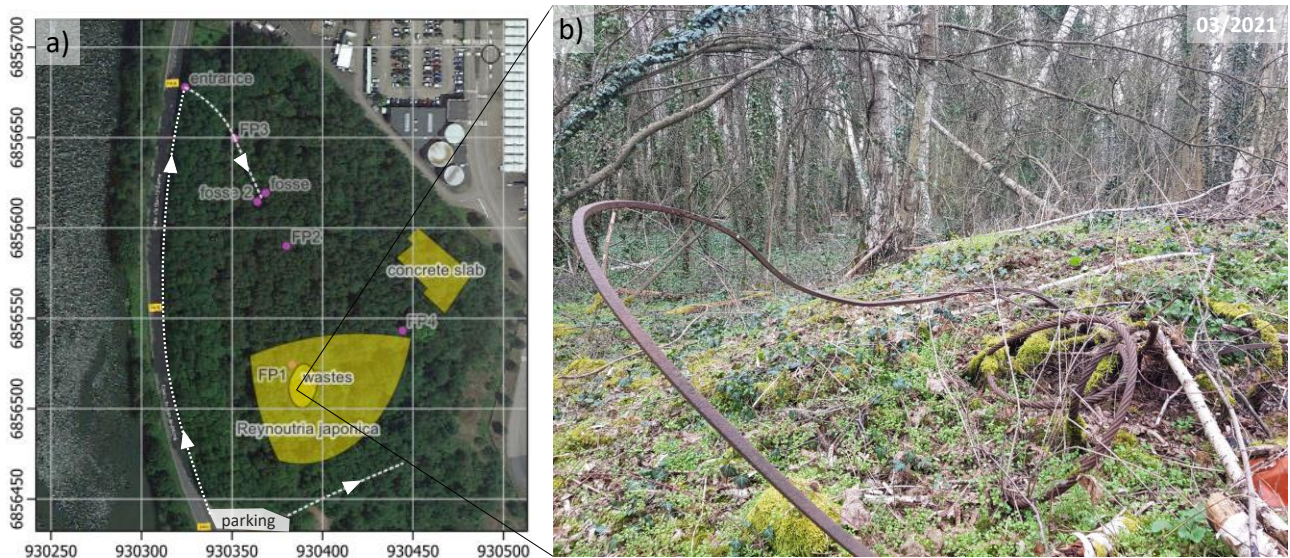 a)
b)
03/2021
6856700
6856650
6856600
6856550
6856500
6856450
entrance
FP3
fosse 2
fosse
FP2
concrete slab
FP4
FP1
wastes
Reynoutria japonica
parking
930250
930300
930350
930400
930450
930500